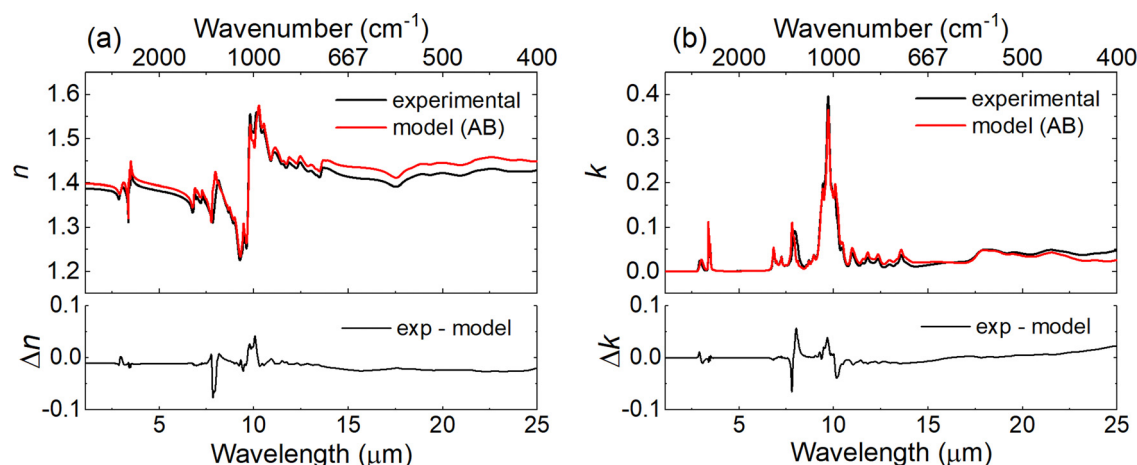 Wavenumber (cm⁻¹)
(a) 2000 1000 667 500 400
1.6
1.5
1.4
1.3
1.2
n
experimental
model (AB)
0.1
0.0
-0.1
Δn
exp - model
5 10 15 20 25
Wavelength (μm)
Wavenumber (cm⁻¹)
(b) 2000 1000 667 500 400
0.4
0.3
0.2
0.1
0.0
k
experimental
model (AB)
0.1
0.0
-0.1
Δk
exp - model
5 10 15 20 25
Wavelength (μm)